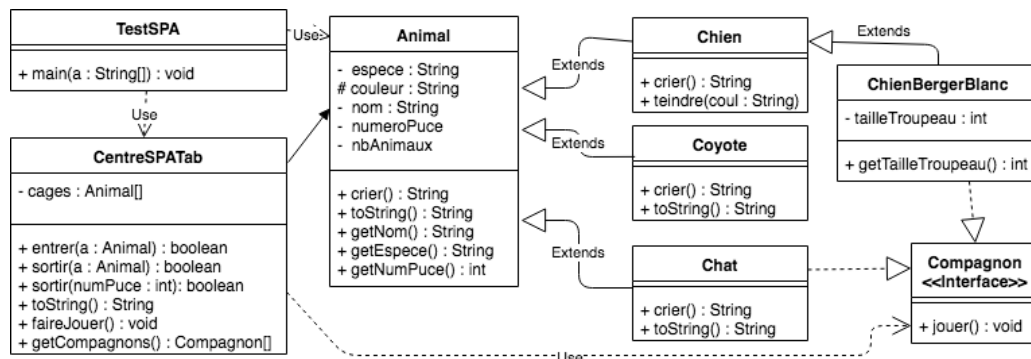 TestSPA
+ main(a : String[]) : void
Use
Use
CentreSPATab
- cages : Animal[]
+ entrer(a : Animal) : boolean
+ sortir(a : Animal) : boolean
+ sortir(numPuce : int): boolean
+ toString() : String
+ faireJouer() : void
+ getCompagnons() : Compagnon[]
Animal
- espece : String
# couleur : String
- nom : String
- numeroPuce
- nbAnimaux
+ crier() : String
+ toString() : String
+ getNom() : String
+ getEspece() : String
+ getNumPuce() : int
Extends
Extends
Extends
Chien
+ crier() : String
+ teindre(coul : String)
Coyote
+ crier() : String
+ toString() : String
Chat
+ crier() : String
+ toString() : String
Extends
ChienBergerBlanc
- tailleTroupeau : int
+ getTailleTroupeau() : int
Compagnon
<<Interface>>
+ jouer() : void
Use